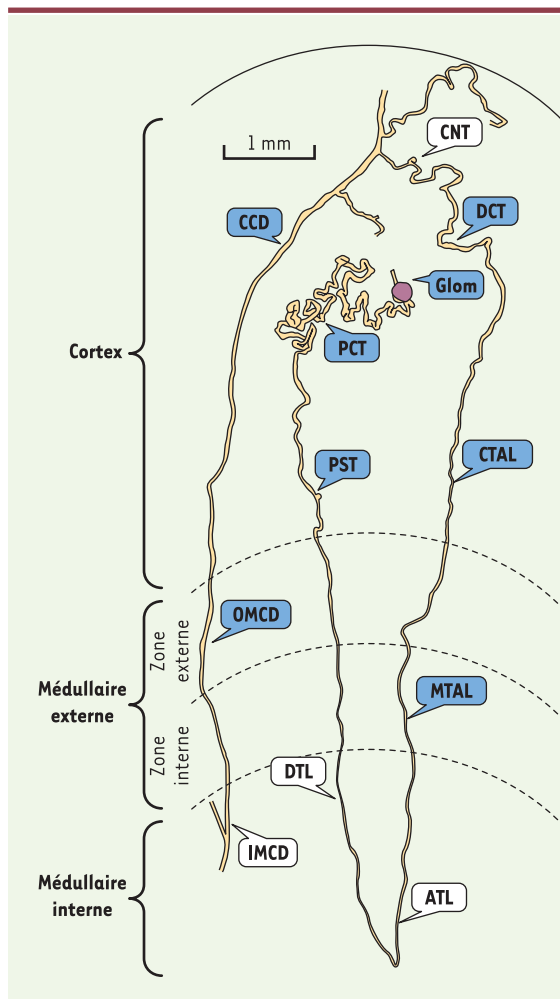 CNT
1 mm
CCD
DCT
Glom
PCT
Cortex
PST
CTAL
OMCD
Zone
externe
Médullaire
externe
MTAL
Zone
interne
DTL
IMCD
Médullaire
interne
ATL